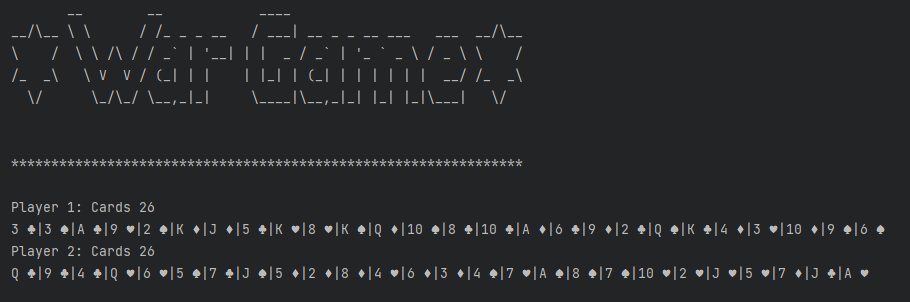 War Game
****************************************************************
Player 1: Cards 26
3 ♣|3 ♠|A ♣|9 ♥|2 ♠|K ♦|J ♦|5 ♣|K ♥|8 ♥|K ♠|Q ♦|10 ♠|8 ♣|10 ♣|A ♦|6 ♣|9 ♦|2 ♣|Q ♠|K ♣|4 ♦|3 ♥|10 ♦|9 ♠|6 ♠
Player 2: Cards 26
Q ♣|9 ♣|4 ♣|Q ♥|6 ♥|5 ♠|7 ♣|J ♠|5 ♦|2 ♦|8 ♦|4 ♥|6 ♦|3 ♦|4 ♠|7 ♥|A ♠|8 ♠|7 ♠|10 ♥|2 ♥|J ♥|5 ♥|7 ♦|J ♣|A ♥